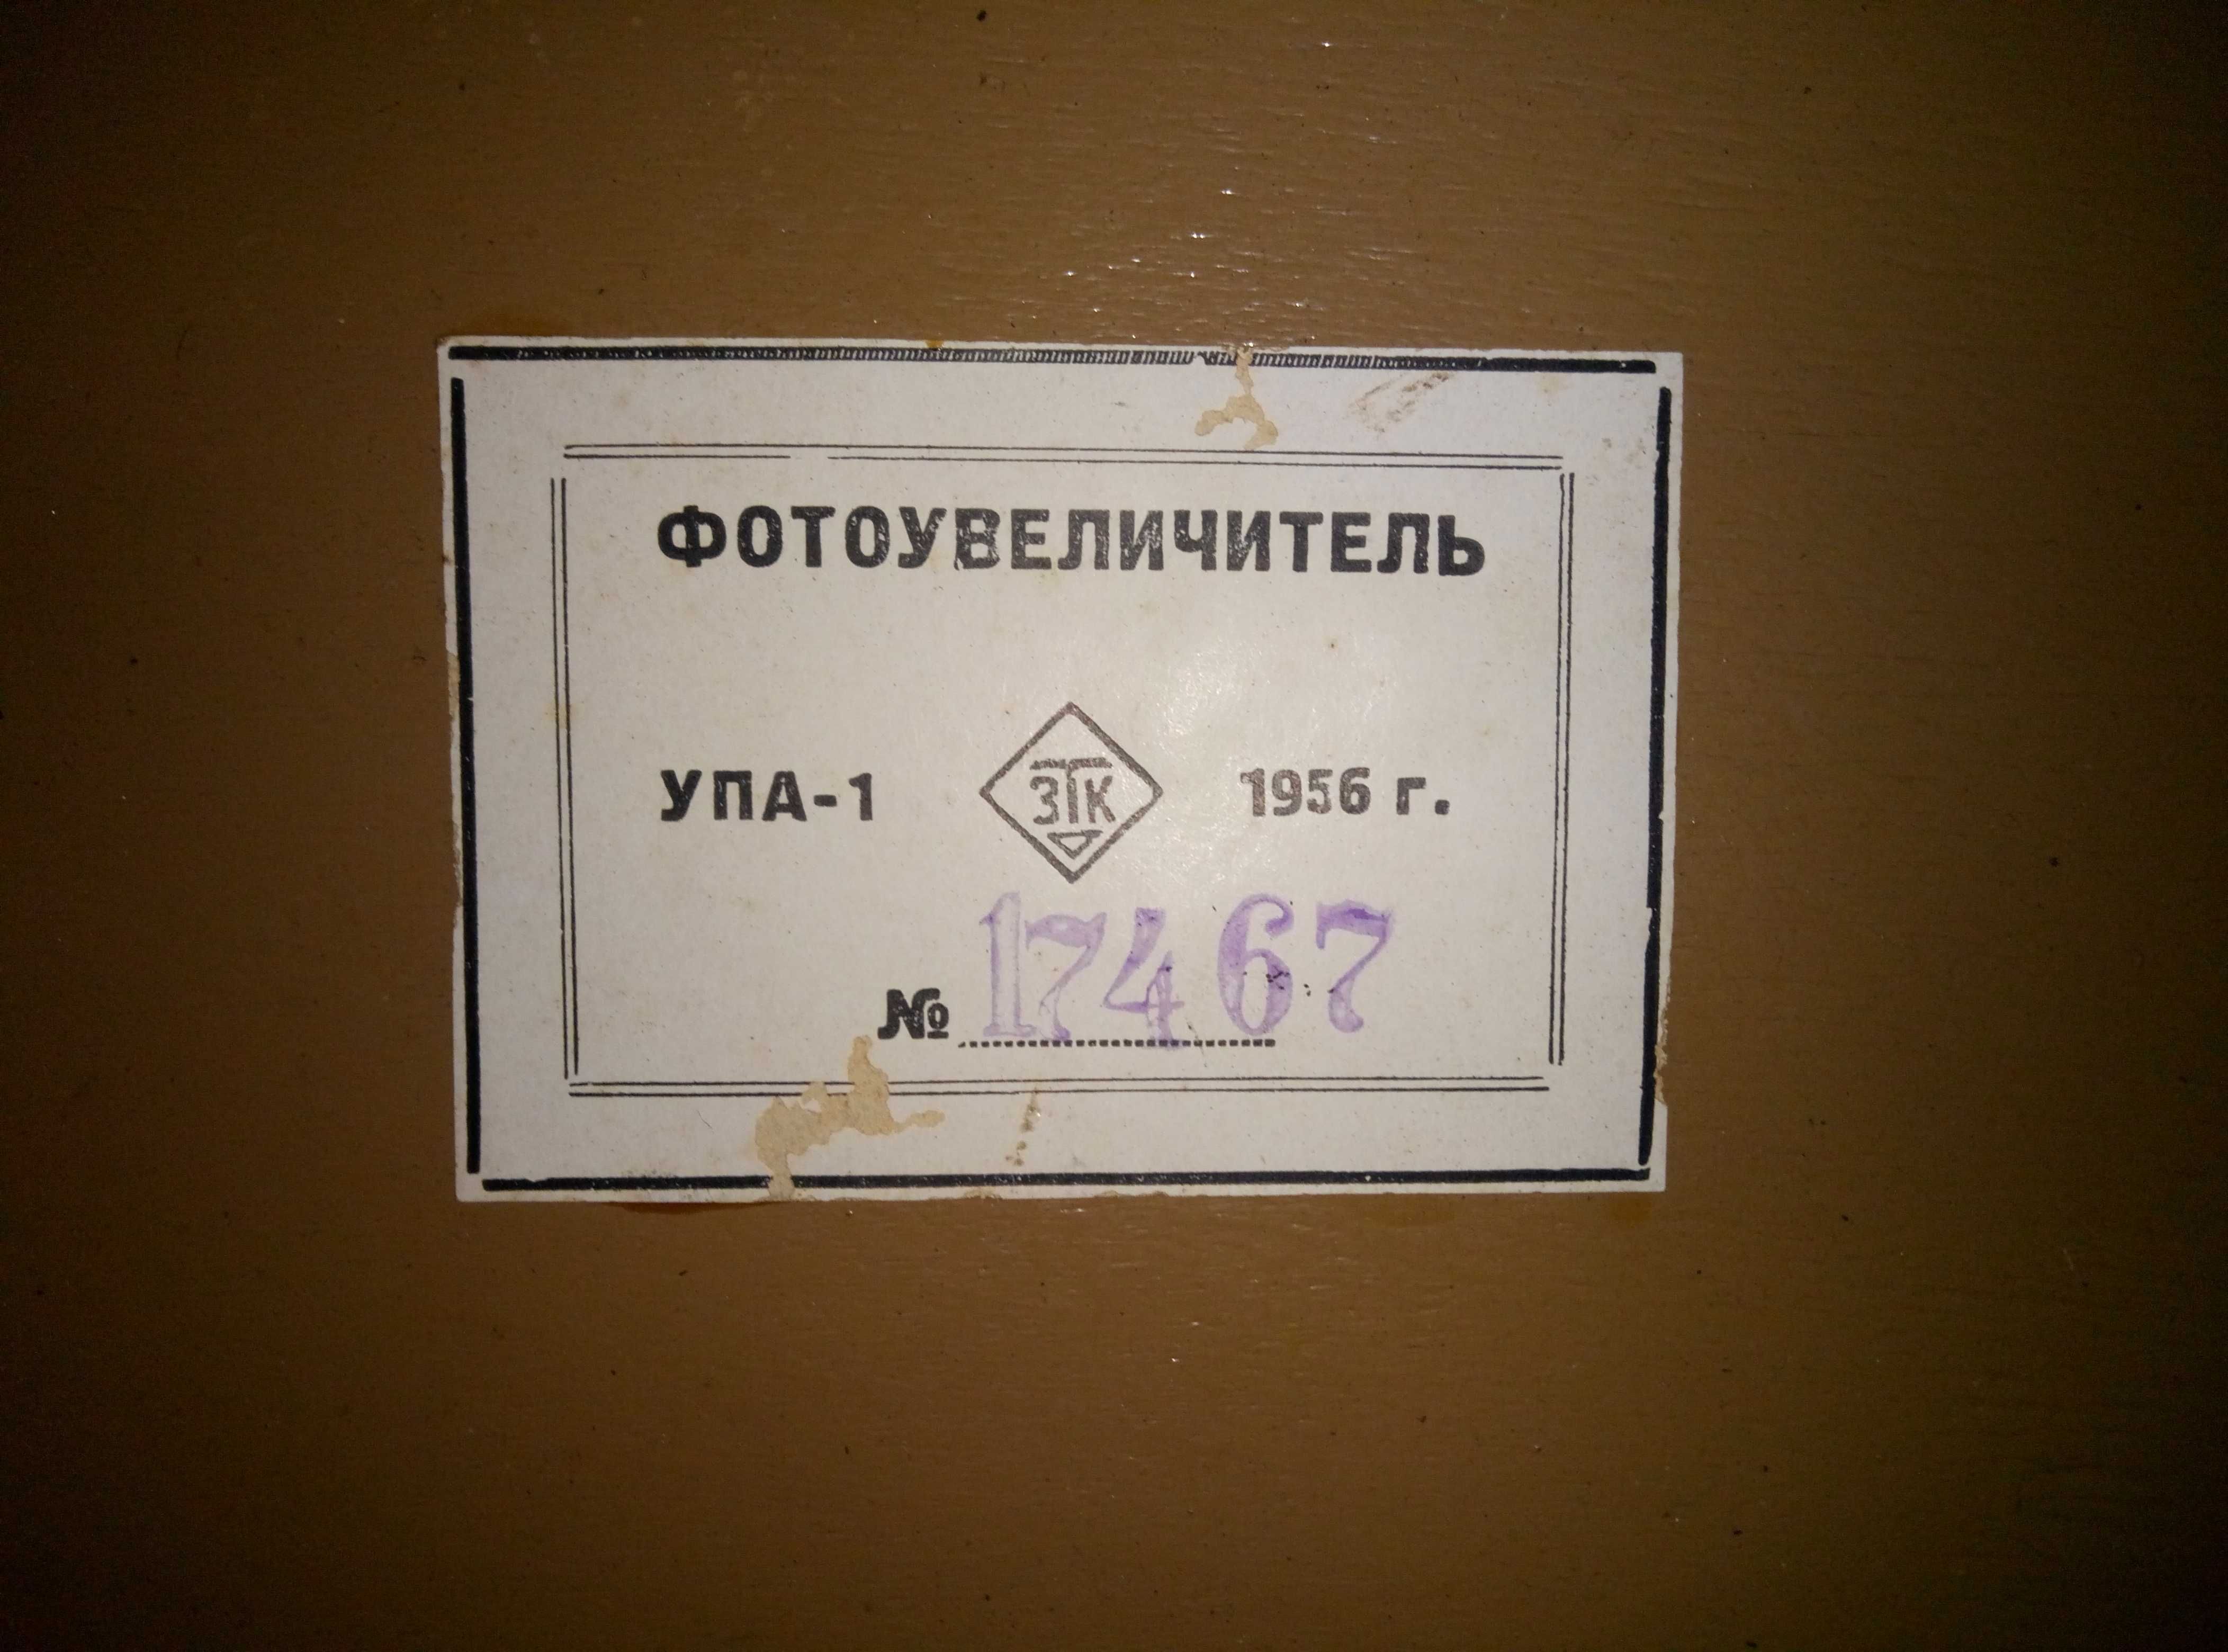 ФОТОУВЕЛИЧИТЕЛЬ
УПА-1 ЗТК 1956 г.
№ 17467